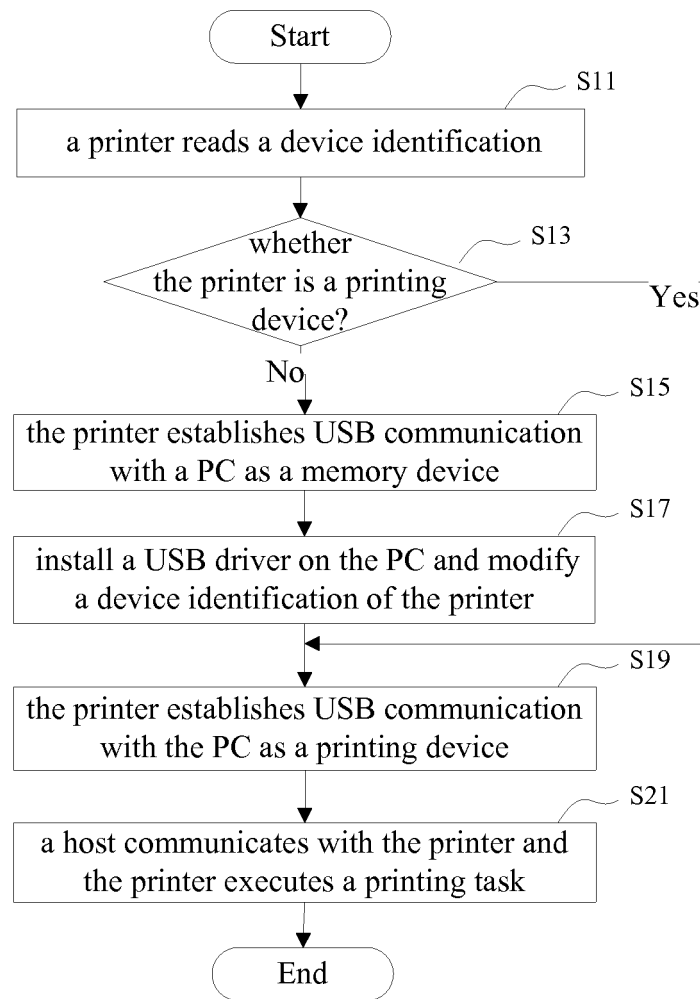 Start
S11
a printer reads a device identification
S13
whether
the printer is a printing
device?
Yes
No
S15
the printer establishes USB communication
with a PC as a memory device
S17
install a USB driver on the PC and modify
a device identification of the printer
S19
the printer establishes USB communication
with the PC as a printing device
S21
a host communicates with the printer and
the printer executes a printing task
End